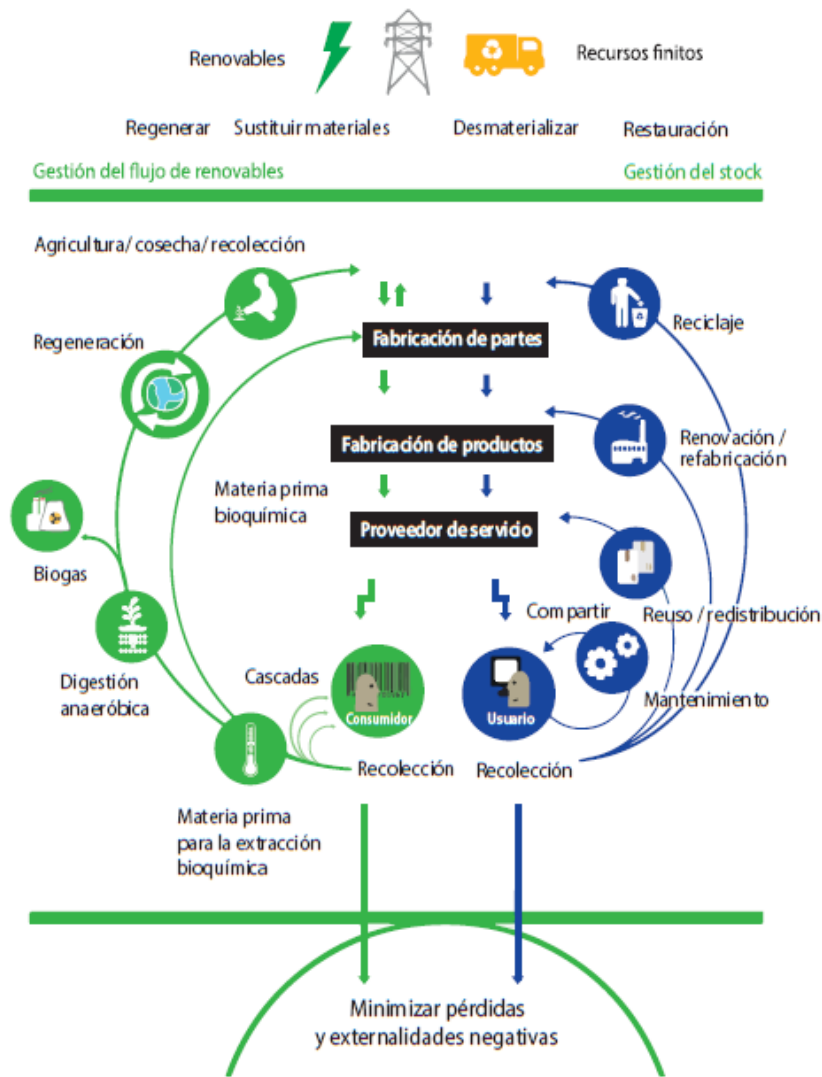 Renovables
Recursos finitos
Regenerar
Sustituir materiales
Desmaterializar
Restauración
Gestión del flujo de renovables
Gestión del stock
Agricultura/ cosecha/ recolección
Regeneración
Fabricación de partes
Reciclaje
Fabricación de productos
Renovación /
refabricación
Materia prima
bioquímica
Proveedor de servicio
Biogas
Compartir
Reuso / redistribución
Digestión
anaeróbica
Cascadas
Consumidor
Usuario
Mantenimiento
Recolección
Recolección
Materia prima
para la extracción
bioquímica
Minimizar pérdidas
y externalidades negativas